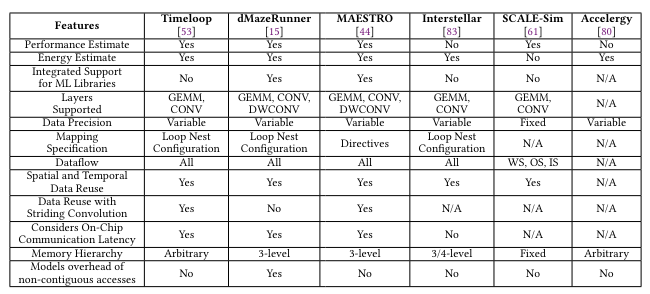 Features Timeloop [53] dMazeRunner [15] MAESTRO [44] Interstellar [83] SCALE-Sim [61] Accelergy [80]
Performance Estimate Yes Yes Yes No Yes No
Energy Estimate Yes Yes Yes Yes No Yes
Integrated Support for ML Libraries No Yes Yes No No N/A
Layers Supported GEMM, CONV GEMM, CONV, DWCONV GEMM, CONV, DWCONV GEMM, CONV GEMM, CONV N/A
Data Precision Variable Variable Variable Variable Fixed Variable
Mapping Specification Loop Nest Configuration Loop Nest Configuration Directives Loop Nest Configuration N/A N/A
Dataflow All All All All WS, OS, IS N/A
Spatial and Temporal Data Reuse Yes Yes Yes Yes Yes N/A
Data Reuse with Striding Convolution Yes No Yes N/A N/A N/A
Considers On-Chip Communication Latency Yes Yes Yes No N/A N/A
Memory Hierarchy Arbitrary 3-level 3-level 3/4-level Fixed Arbitrary
Models overhead of non-contiguous accesses No Yes No No No No